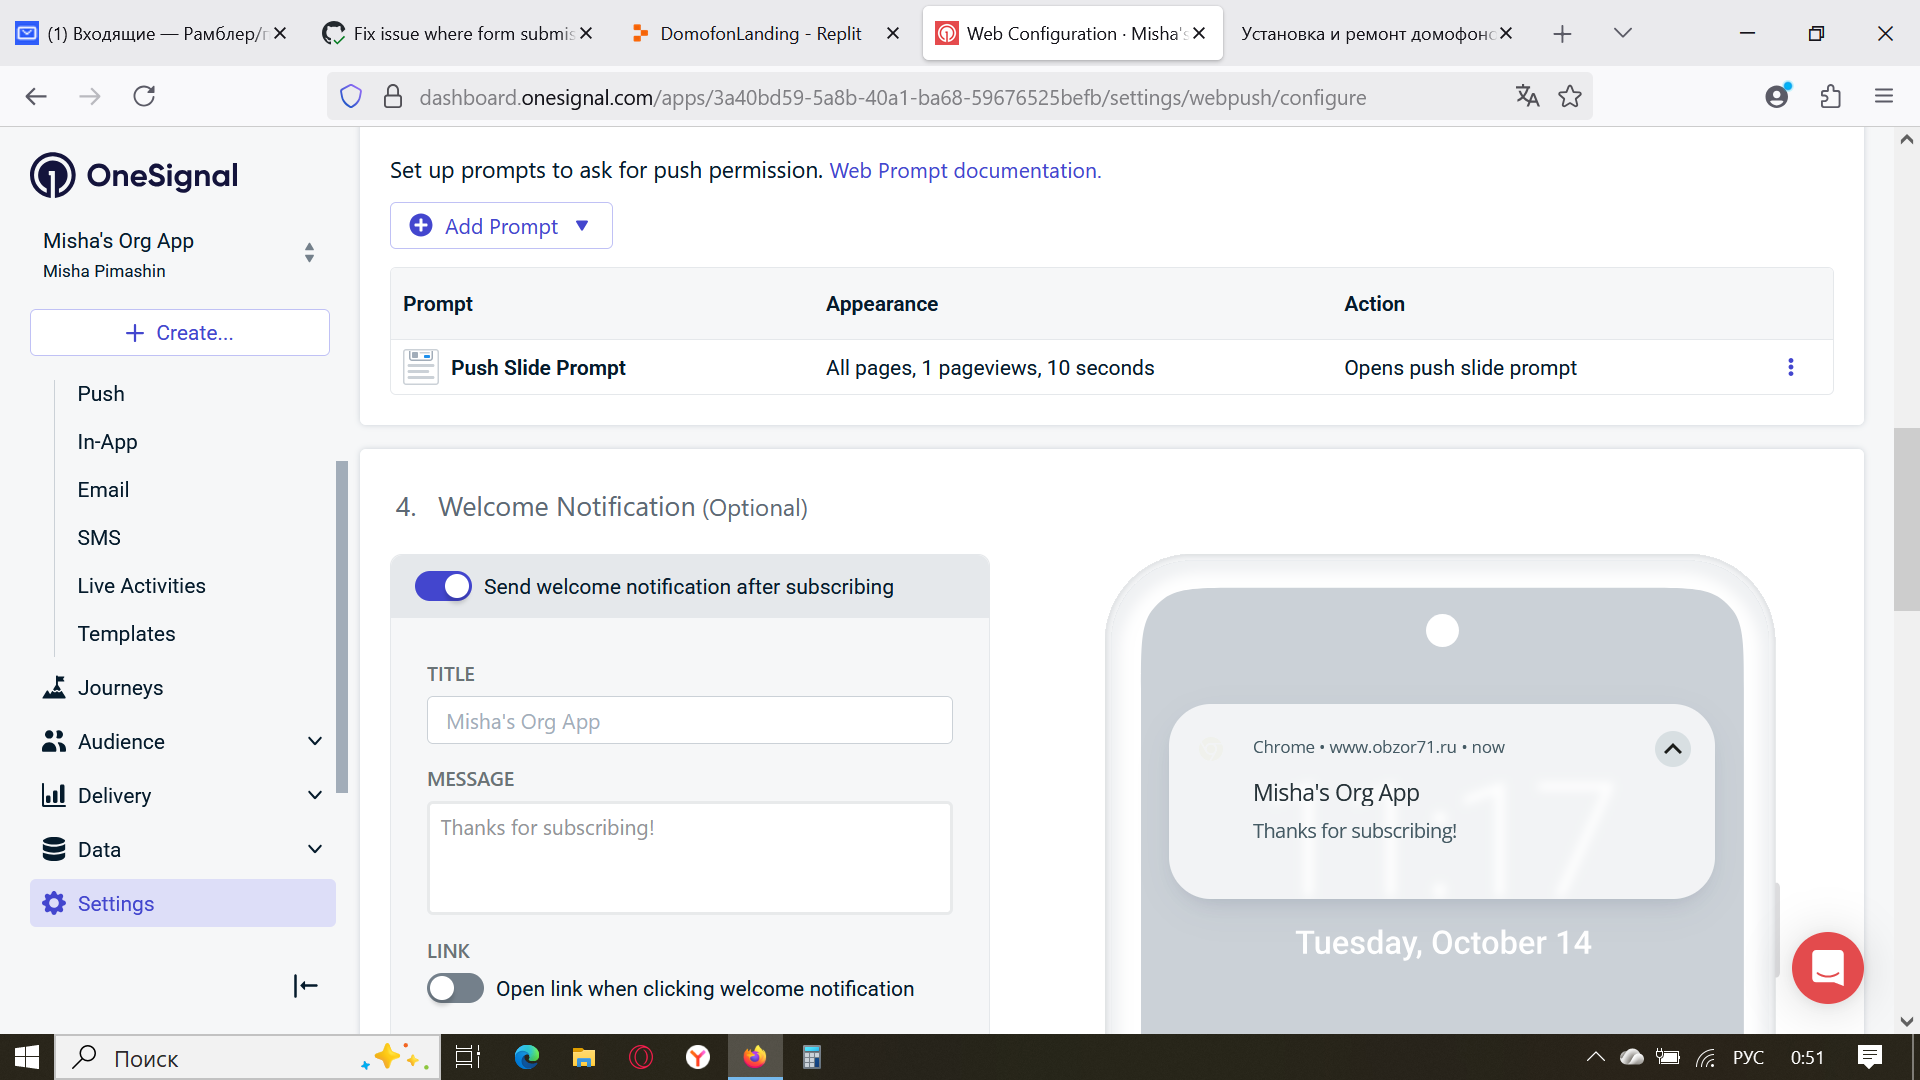 (1) Входящие — Рамблер/п
Fix issue where form submis
DomofonLanding - Replit
Web Configuration · Misha's
Установка и ремонт домофоно
dashboard.onesignal.com/apps/3a40bd59-5a8b-40a1-ba68-59676525befb/settings/webpush/configure
OneSignal
Misha's Org App
Misha Pimashin
Create...
Push
In-App
Email
SMS
Live Activities
Templates
Journeys
Audience
Delivery
Data
Settings
Set up prompts to ask for push permission. Web Prompt documentation.
Add Prompt
Prompt Appearance Action
Push Slide Prompt All pages, 1 pageviews, 10 seconds Opens push slide prompt
4. Welcome Notification (Optional)
Send welcome notification after subscribing
TITLE
Misha's Org App
MESSAGE
Thanks for subscribing!
LINK
Open link when clicking welcome notification
Chrome • www.obzor71.ru • now
Misha's Org App
Thanks for subscribing!
11:17
Tuesday, October 14
Поиск
РУС
0:51